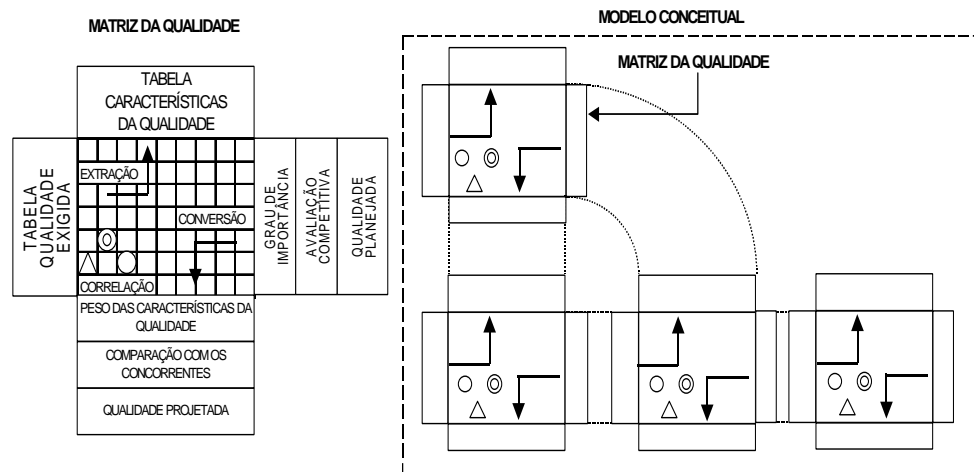 MATRIZ DA QUALIDADE
TABELA
CARACTERÍSTICAS
DA QUALIDADE
TABELA
QUALIDADE
EXIGIDA
EXTRAÇÃO
CONVERSÃO
CORRELAÇÃO
GRAU DE
IMPORTÂNCIA
AVALIAÇÃO
COMPETITIVA
QUALIDADE
PLANEJADA
PESO DAS CARACTERÍSTICAS DA
QUALIDADE
COMPARAÇÃO COM OS
CONCORRENTES
QUALIDADE PROJETADA
MODELO CONCEITUAL
MATRIZ DA QUALIDADE